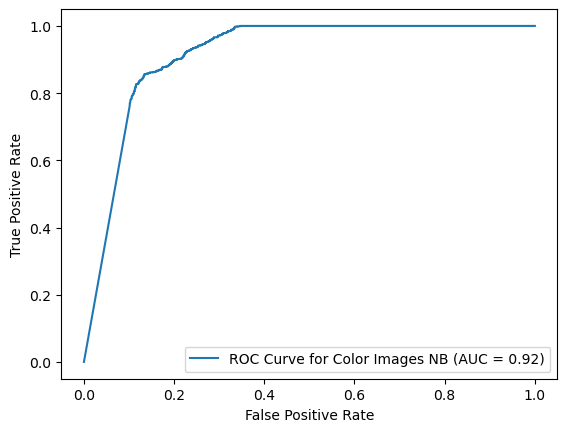 1.0
0.8
0.6
0.4
0.2
0.0
True Positive Rate
ROC Curve for Color Images NB (AUC = 0.92)
0.0 0.2 0.4 0.6 0.8 1.0
False Positive Rate